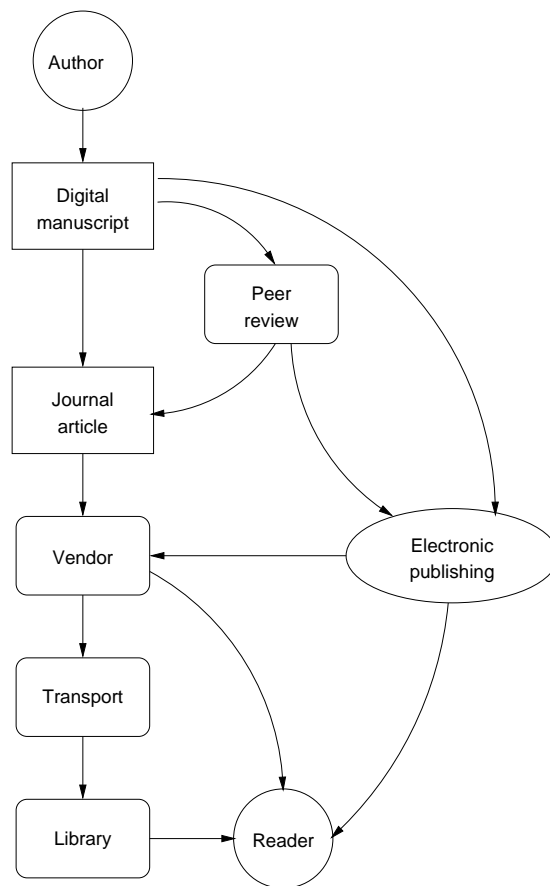 Author
Digital
manuscript
Peer
review
Journal
article
Vendor
Electronic
publishing
Transport
Library
Reader